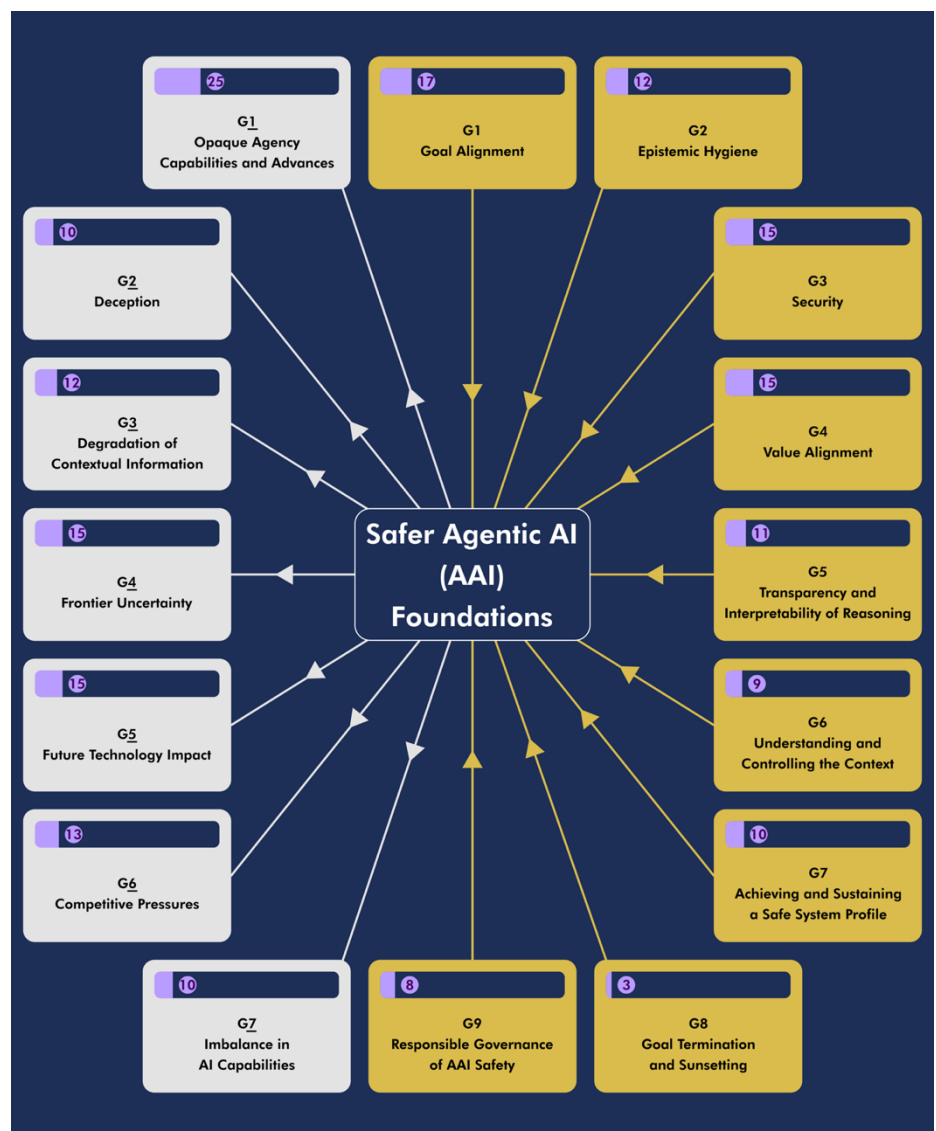 25
G1
Opaque Agency
Capabilities and Advances
17
G1
Goal Alignment
12
G2
Epistemic Hygiene
10
G2
Deception
15
G3
Security
12
G3
Degradation of
Contextual Information
15
G4
Value Alignment
Safer Agentic AI
(AAI)
Foundations
15
G4
Frontier Uncertainty
11
G5
Transparency and
Interpretability of Reasoning
15
G5
Future Technology Impact
9
G6
Understanding and
Controlling the Context
13
G6
Competitive Pressures
10
G7
Achieving and Sustaining
a Safe System Profile
10
G7
Imbalance in
AI Capabilities
8
G9
Responsible Governance
of AAI Safety
3
G8
Goal Termination
and Sunsetting